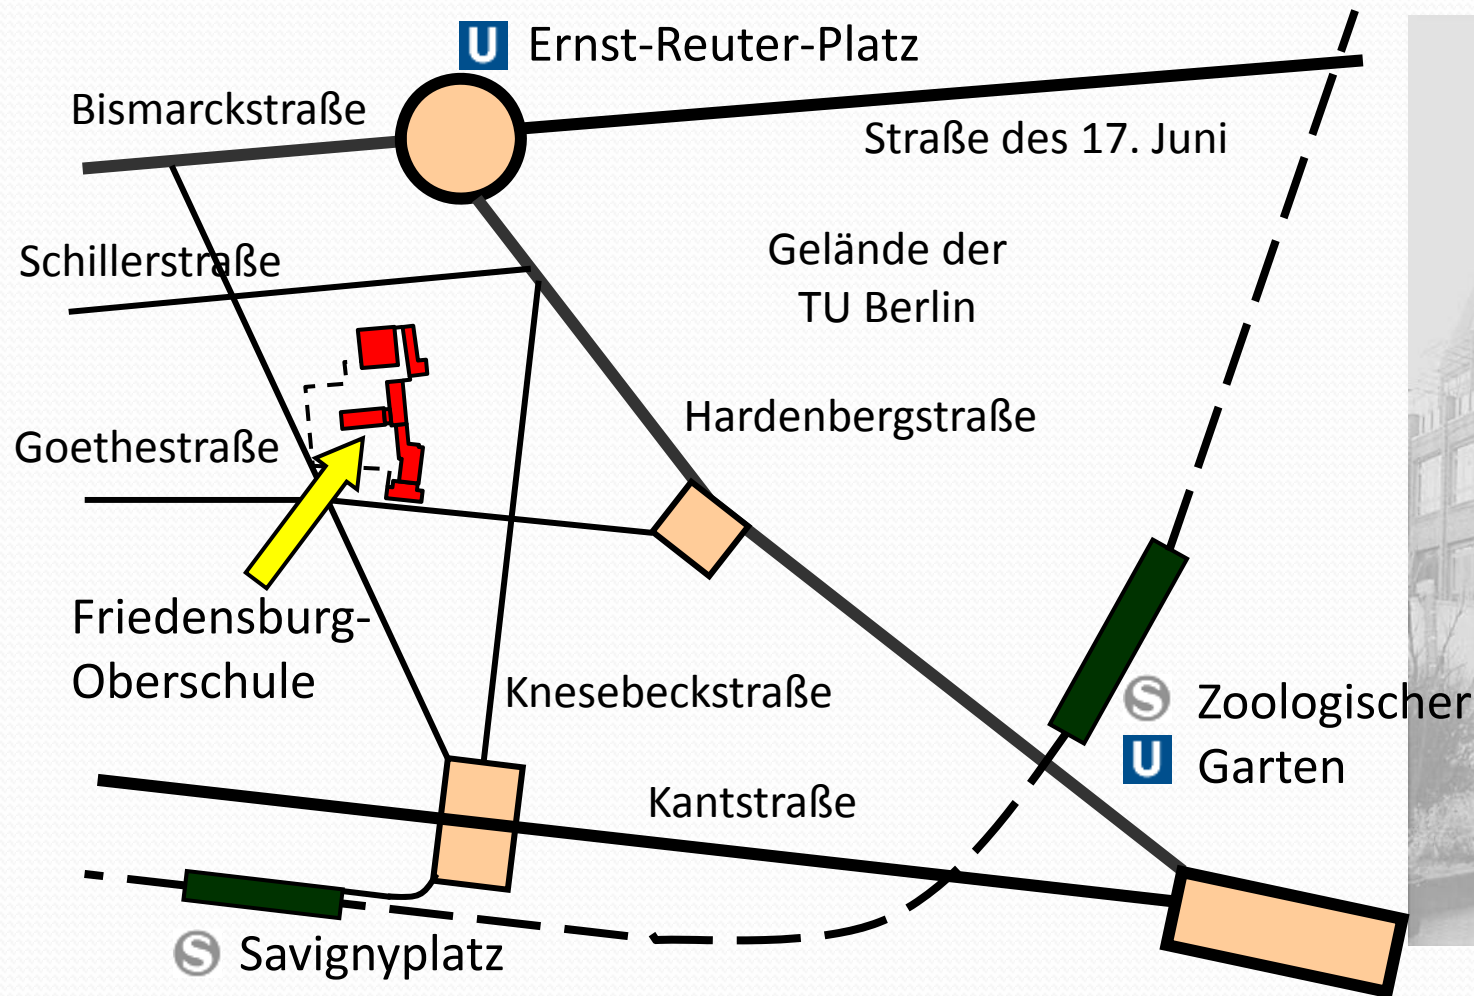 U Ernst-Reuter-Platz
Bismarckstraße
Straße des 17. Juni
Schillerstraße
Gelände der
TU Berlin
Hardenbergstraße
Goethestraße
Friedensburg-
Oberschule
Knesebeckstraße
S Zoologischer
U Garten
Kantstraße
S Savignyplatz